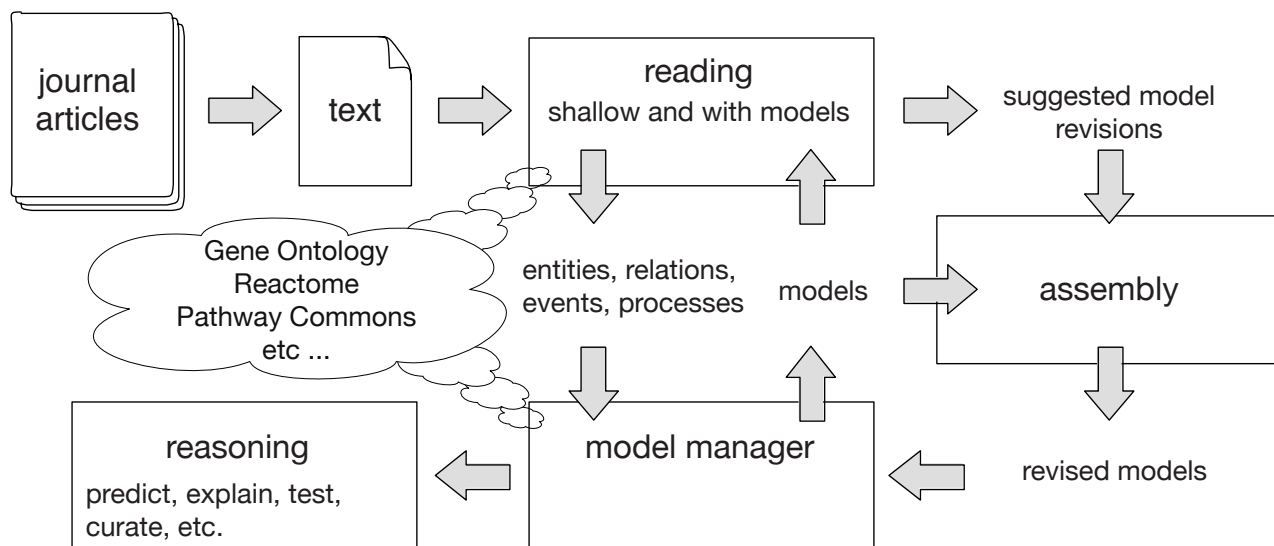 journal
articles
text
reading
shallow and with models
suggested model
revisions
Gene Ontology
Reactome
Pathway Commons
etc ...
entities, relations,
events, processes
models
assembly
reasoning
predict, explain, test,
curate, etc.
model manager
revised models